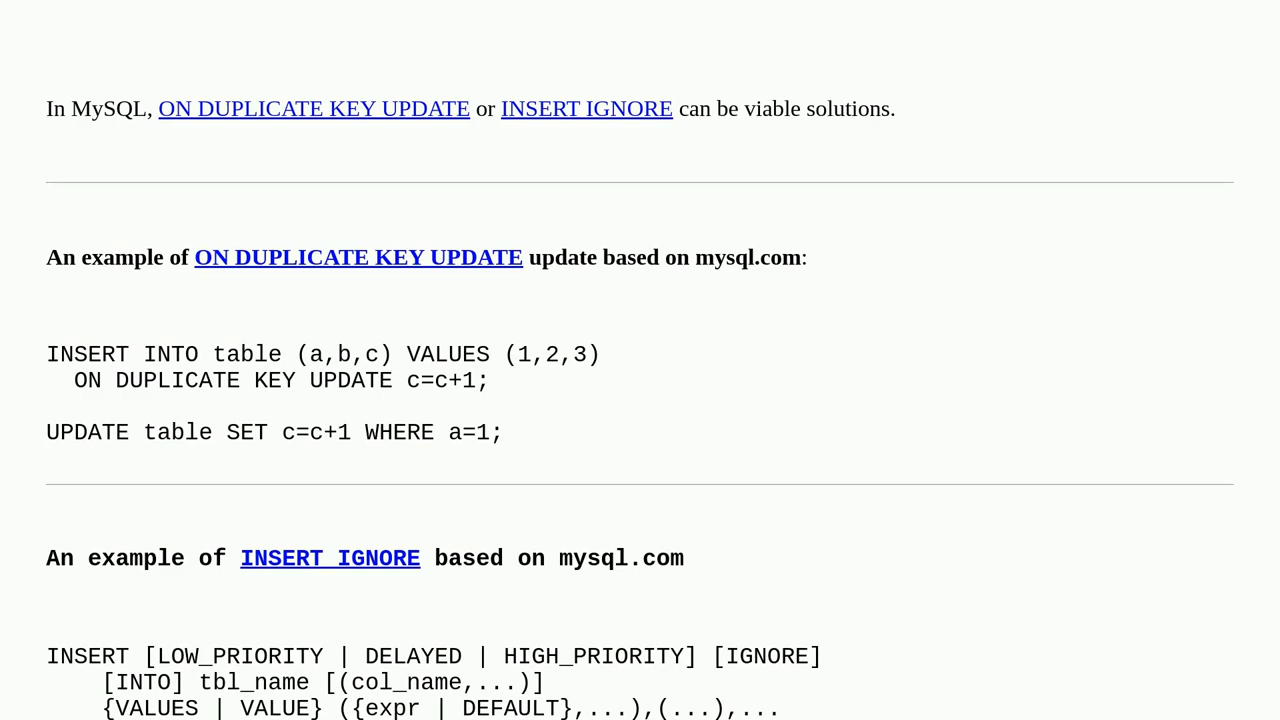 In MySQL, ON DUPLICATE KEY UPDATE or INSERT IGNORE can be viable solutions.
An example of ON DUPLICATE KEY UPDATE update based on mysql.com:
INSERT INTO table (a,b,c) VALUES (1,2,3)
  ON DUPLICATE KEY UPDATE c=c+1;
UPDATE table SET c=c+1 WHERE a=1;
An example of INSERT IGNORE based on mysql.com
INSERT [LOW_PRIORITY | DELAYED | HIGH_PRIORITY] [IGNORE]
    [INTO] tbl_name [(col_name,...)]
    {VALUES | VALUE} ({expr | DEFAULT},...),(...),...